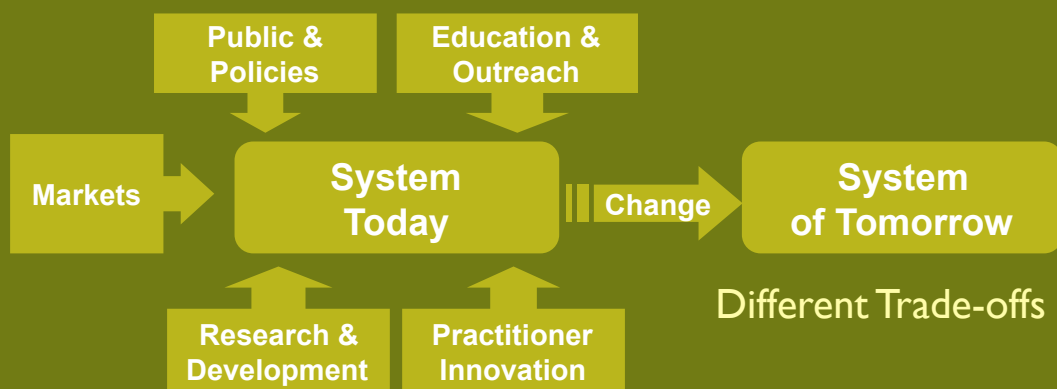 Public &
Policies
Education &
Outreach
Markets
System
Today
Change
System
of Tomorrow
Different Trade-offs
Research &
Development
Practitioner
Innovation